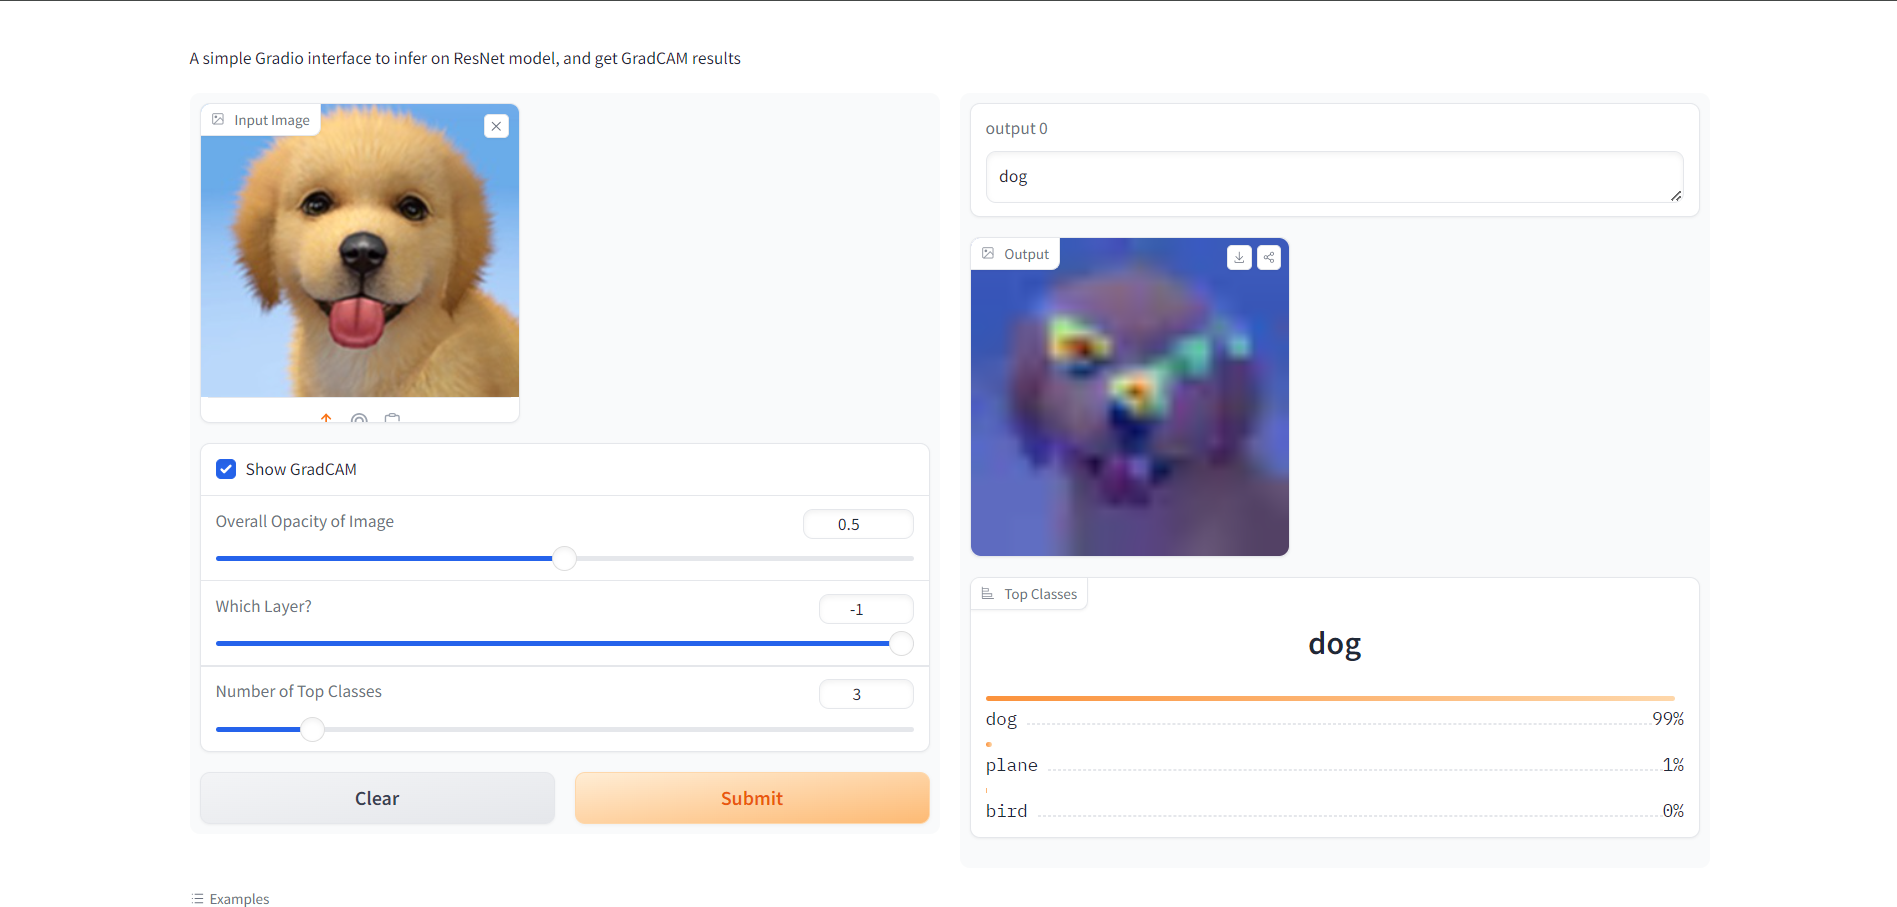 A simple Gradio interface to infer on ResNet model, and get GradCAM results
Input Image
Show GradCAM
Overall Opacity of Image
0.5
Which Layer?
-1
Number of Top Classes
3
Clear
Submit
output 0
dog
Output
Top Classes
dog
dog 99%
plane 1%
bird 0%
Examples